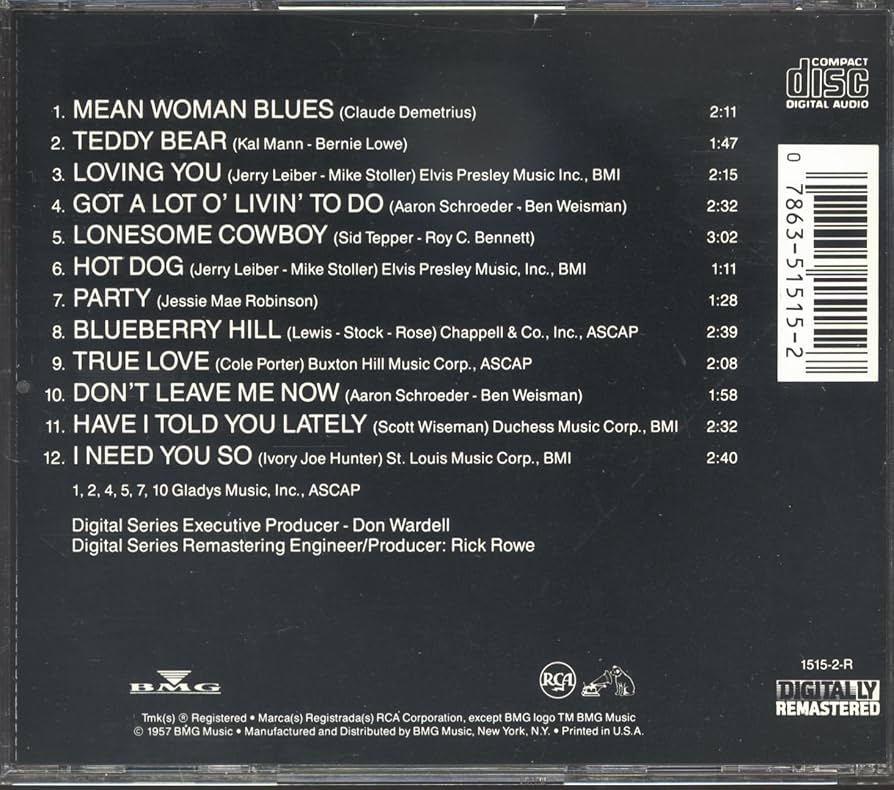 COMPACT
disc
DIGITAL AUDIO
1. MEAN WOMAN BLUES (Claude Demetrius) 2:11
2. TEDDY BEAR (Kal Mann - Bernie Lowe) 1:47
3. LOVING YOU (Jerry Leiber - Mike Stoller) Elvis Presley Music Inc., BMI 2:15
4. GOT A LOT O' LIVIN' TO DO (Aaron Schroeder - Ben Weisman) 2:32
5. LONESOME COWBOY (Sid Tepper - Roy C. Bennett) 3:02
6. HOT DOG (Jerry Leiber - Mike Stoller) Elvis Presley Music, Inc., BMI 1:11
7. PARTY (Jessie Mae Robinson) 1:28
8. BLUEBERRY HILL (Lewis - Stock - Rose) Chappell & Co., Inc., ASCAP 2:39
9. TRUE LOVE (Cole Porter) Buxton Hill Music Corp., ASCAP 2:08
10. DON'T LEAVE ME NOW (Aaron Schroeder - Ben Weisman) 1:58
11. HAVE I TOLD YOU LATELY (Scott Wiseman) Duchess Music Corp., BMI 2:32
12. I NEED YOU SO (Ivory Joe Hunter) St. Louis Music Corp., BMI 2:40
1, 2, 4, 5, 7, 10 Gladys Music, Inc., ASCAP
Digital Series Executive Producer - Don Wardell
Digital Series Remastering Engineer/Producer: Rick Rowe
0 7863-51515-2
BMG
RCA
Tmk(s) ® Registered • Marca(s) Registrada(s) RCA Corporation, except BMG logo TM BMG Music
© 1957 BMG Music • Manufactured and Distributed by BMG Music, New York, N.Y. • Printed in U.S.A.
1515-2-R
DIGITALLY
REMASTERED